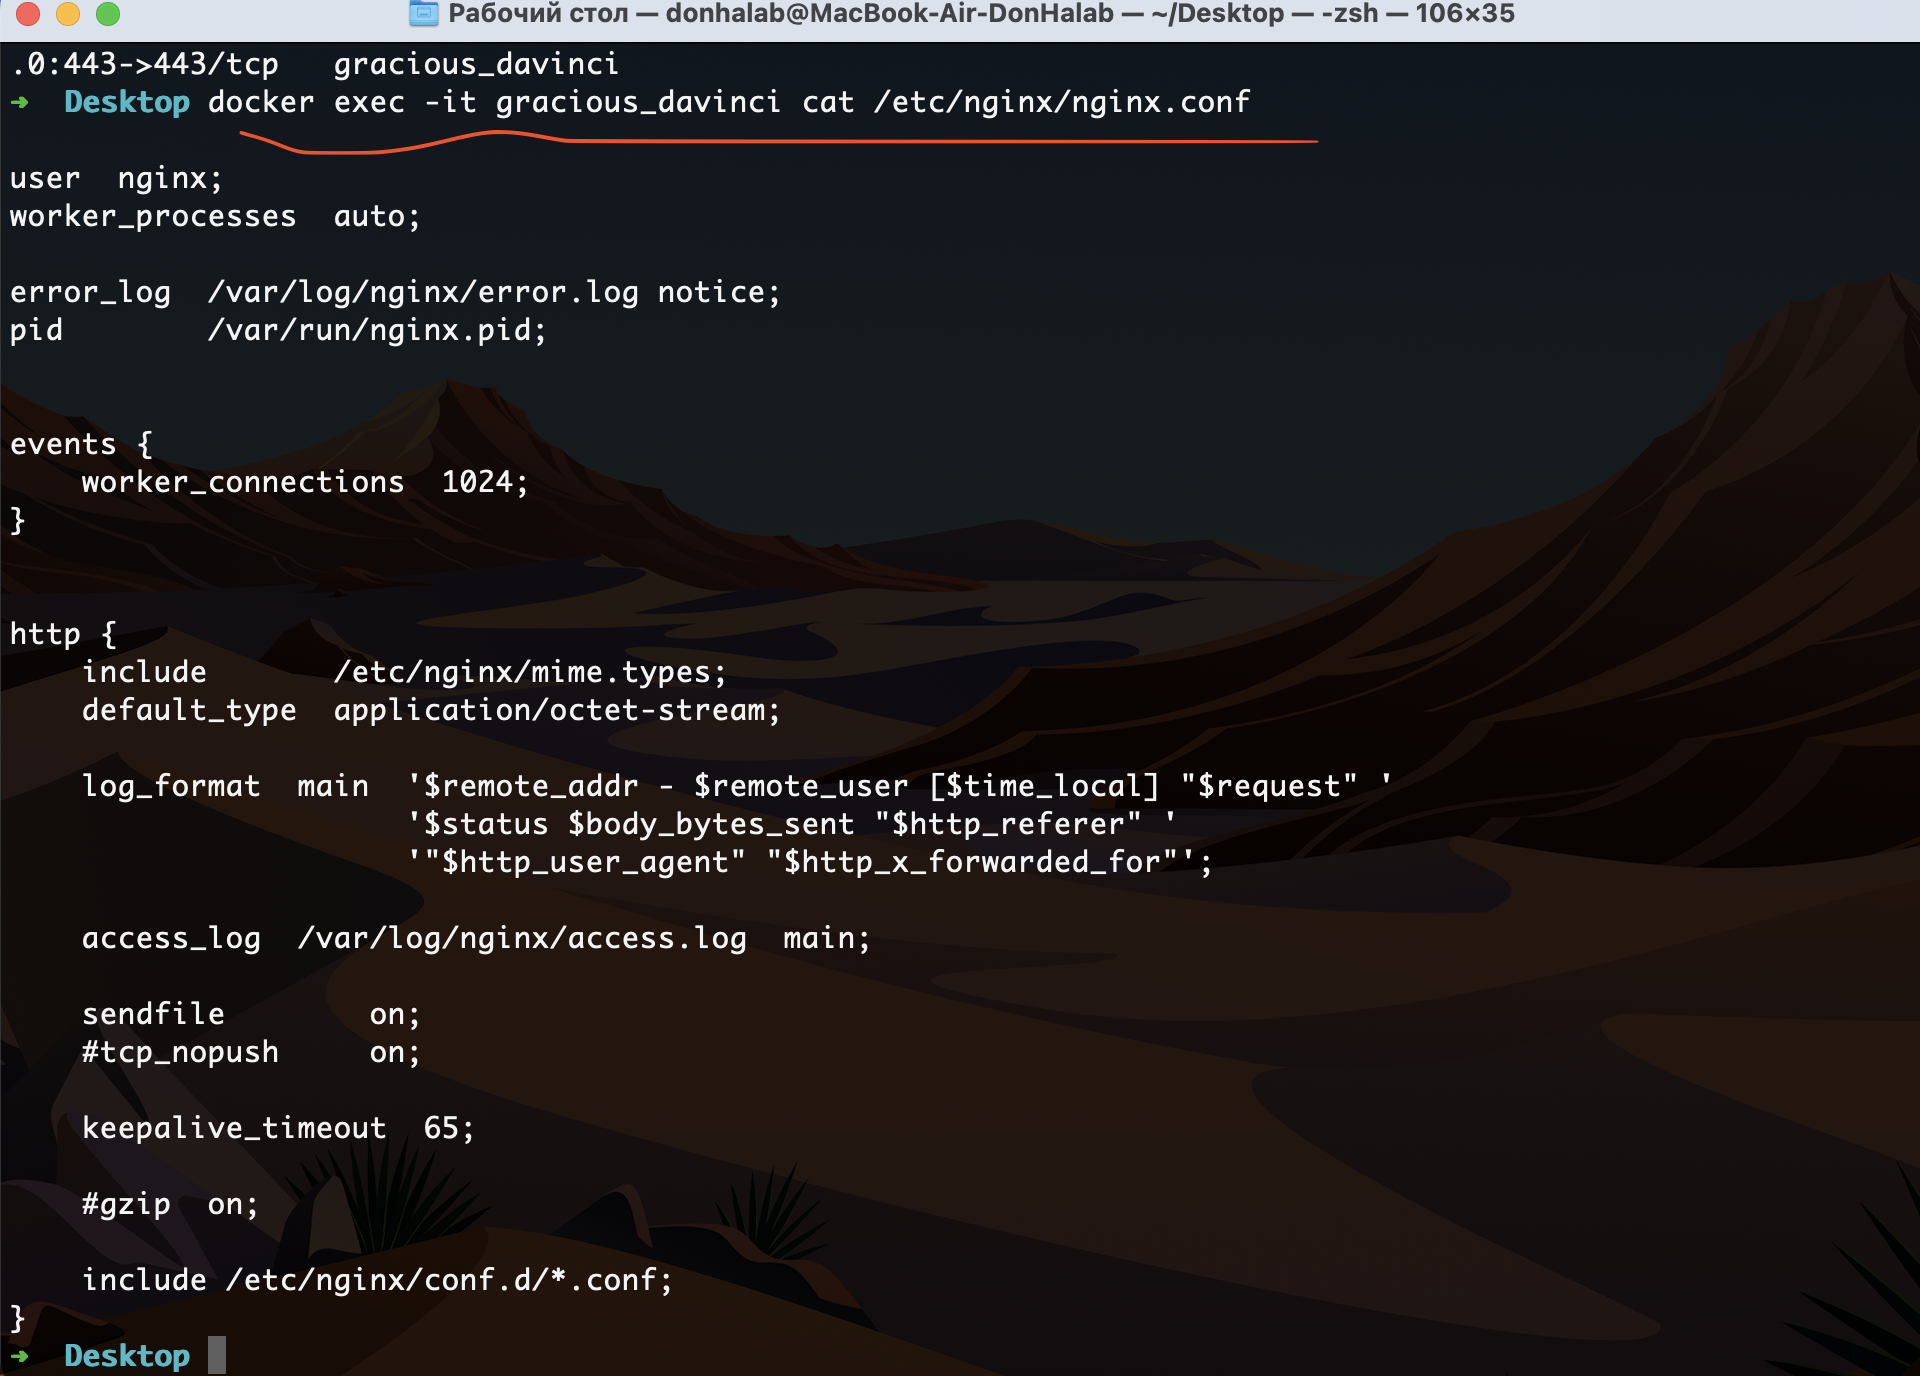 Рабочий стол — donhalab@MacBook-Air-DonHalab — ~/Desktop — -zsh — 106×35
.0:443->443/tcp   gracious_davinci
➜  Desktop docker exec -it gracious_davinci cat /etc/nginx/nginx.conf
user  nginx;
worker_processes  auto;
error_log  /var/log/nginx/error.log notice;
pid        /var/run/nginx.pid;
events {
    worker_connections  1024;
}
http {
    include       /etc/nginx/mime.types;
    default_type  application/octet-stream;
    log_format  main  '$remote_addr - $remote_user [$time_local] "$request" '
                      '$status $body_bytes_sent "$http_referer" '
                      '"$http_user_agent" "$http_x_forwarded_for"';
    access_log  /var/log/nginx/access.log  main;
    sendfile        on;
    #tcp_nopush     on;
    keepalive_timeout  65;
    #gzip  on;
    include /etc/nginx/conf.d/*.conf;
}
➜  Desktop